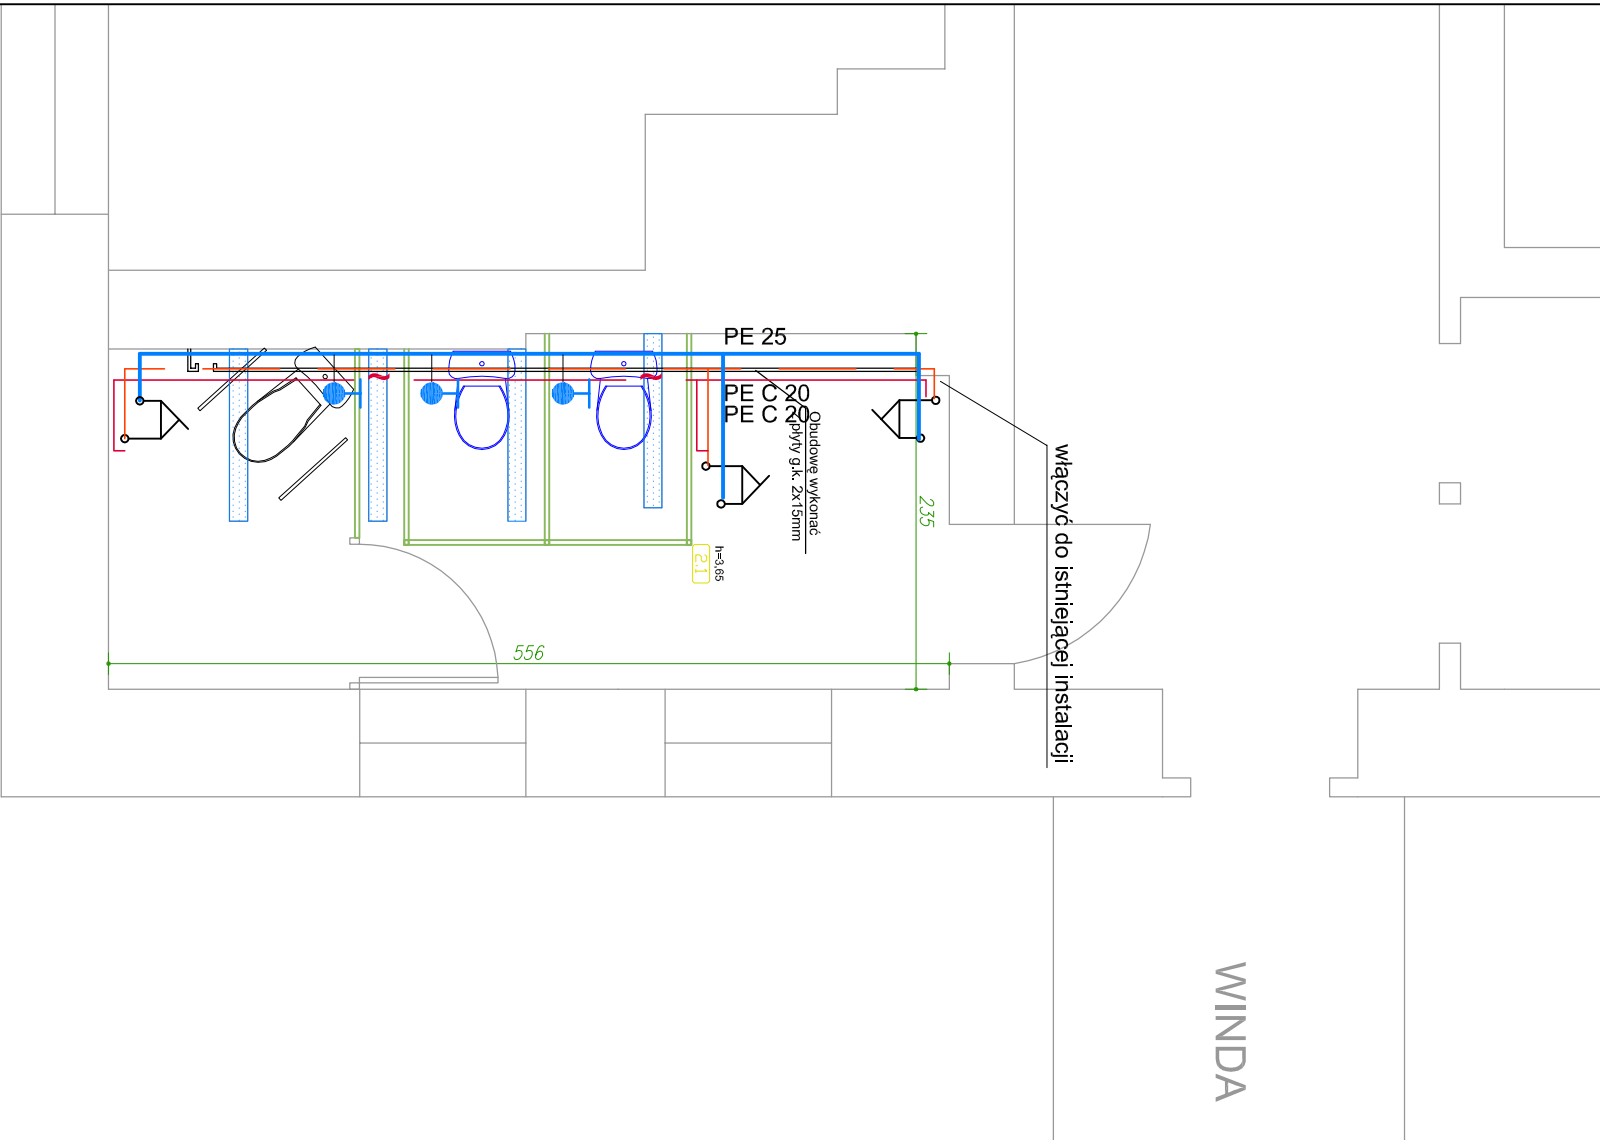 PE 25
PE C 20
PE C 20
Obudowę wykonać
z płyty g.k. 2x15mm
235
włączyć do istniejącej instalacji
h=3,65
2.1
556
WINDA